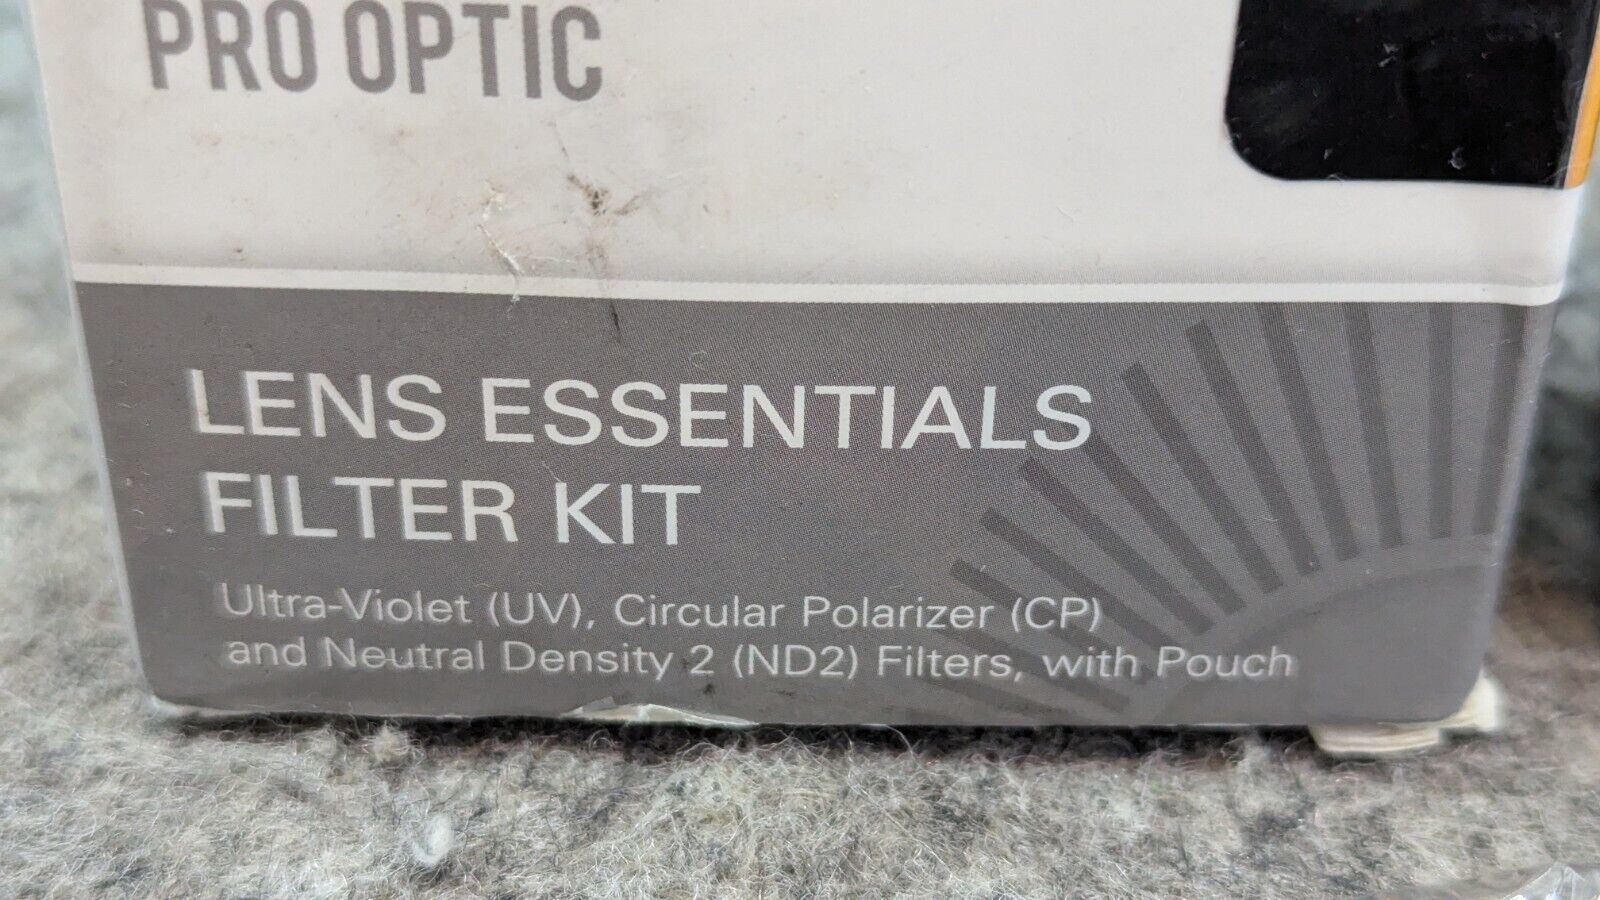 PRO OPTIC
LENS ESSENTIALS
FILTER KIT
Ultra-Violet (UV), Circular Polarizer (CP)
and Neutral Density 2 (ND2) Filters, with Pouch